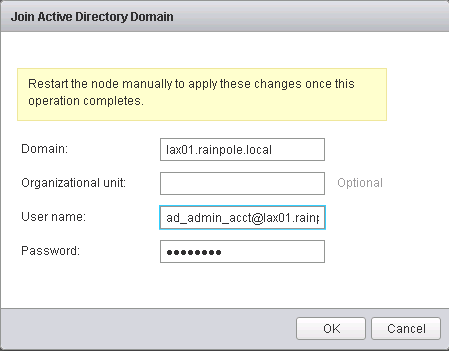 Join Active Directory Domain
Restart the node manually to apply these changes once this
operation completes.
Domain: lax01.rainpole.local
Organizational unit: Optional
User name: ad_admin_acct@lax01.rainp
Password: ●●●●●●●●
OK Cancel